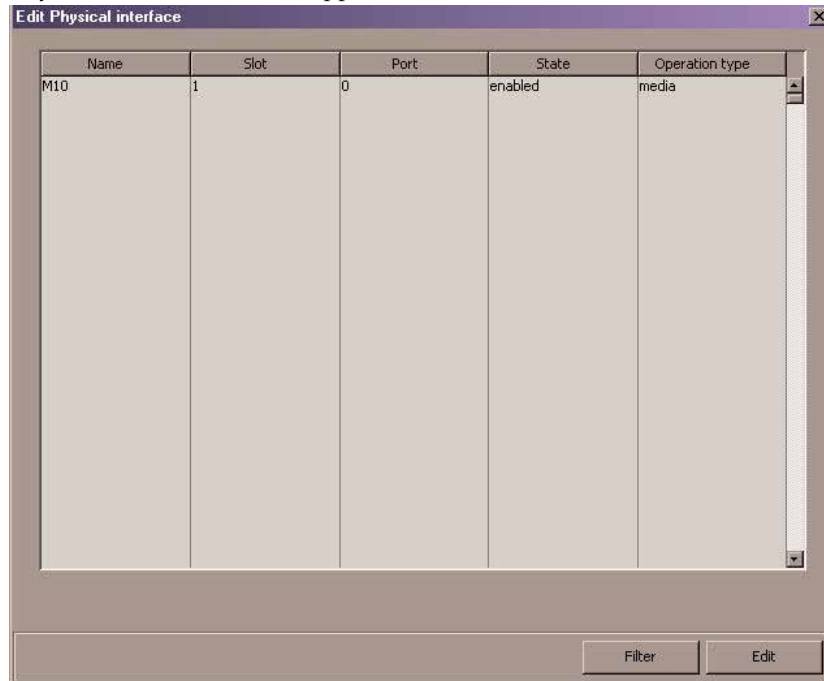 Edit Physical interface
Name Slot Port State Operation type
M10 1 0 enabled media
Filter Edit